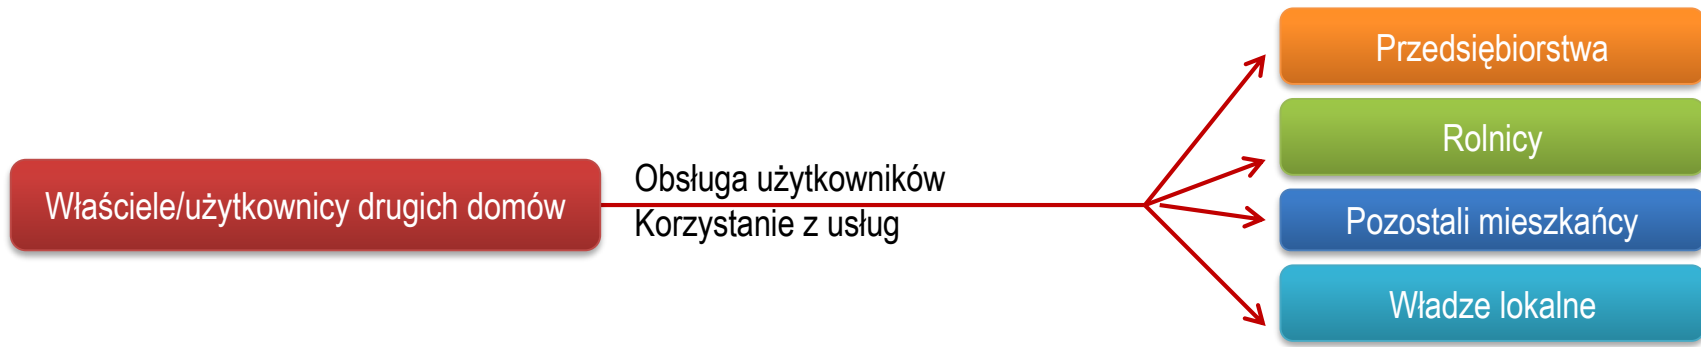 Przedsiębiorstwa
Rolnicy
Właściele/użytkownicy drugich domów
Obsługa użytkowników
Korzystanie z usług
Pozostali mieszkańcy
Władze lokalne